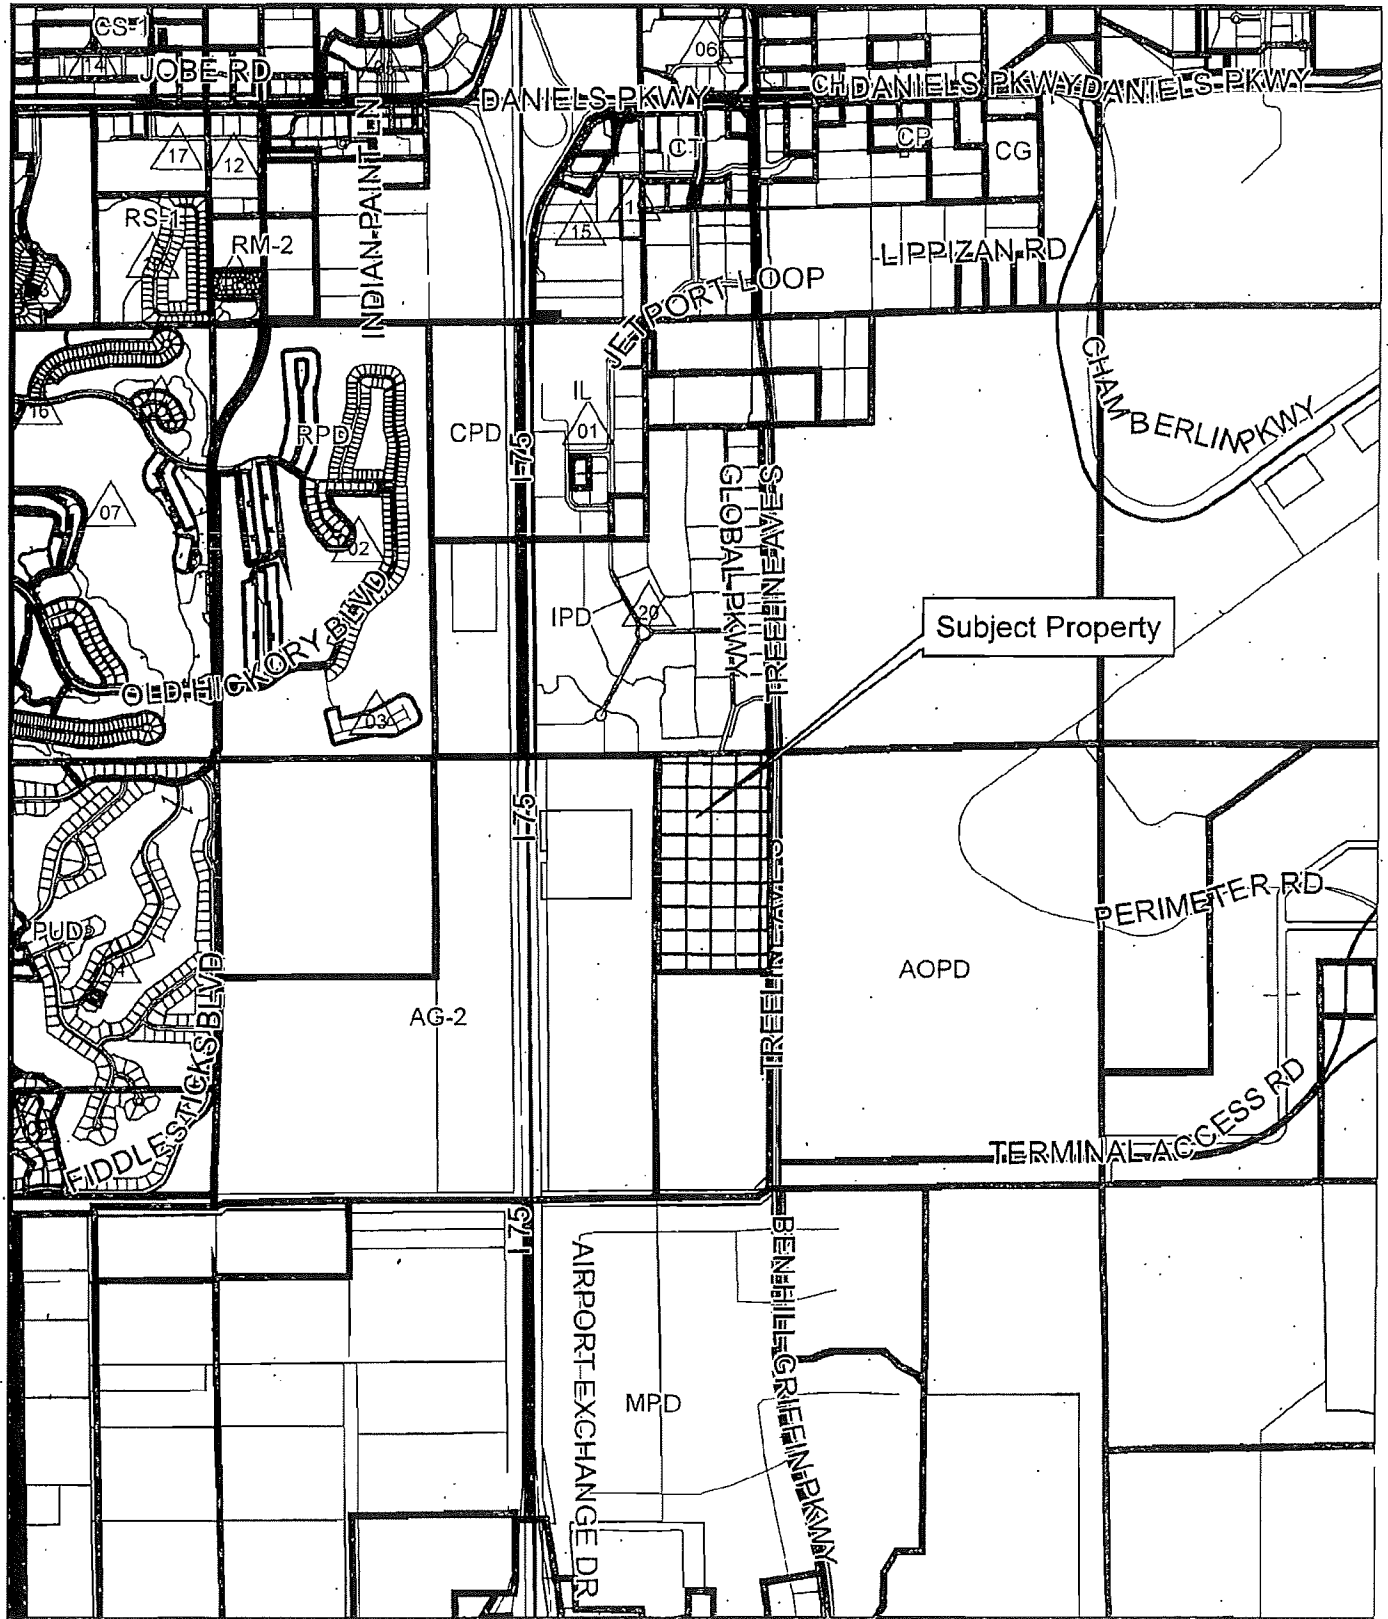 CS-1
14
JOBE RD
06
DANIELS PKWY
CH
DANIELS PKWY
DANIELS PKWY
INDIAN PAINT LN
17
12
CT
CP
CG
RS-1
RM-2
15
LIPPIZAN RD
JETPORT LOOP
CHAMBERLIN PKWY
16
RPD
CPD
I-75
IL
01
GLOBAL PKWY
TREELINE AVE S
07
02
IPD
20
Subject Property
OLD HICKORY BLVD
03
I-75
PERIMETER RD
PUD
TREELINE AVE S
AOPD
AG-2
FIDDLESTICKS BLVD
TERMINAL ACCESS RD
I-75
AIRPORT EXCHANGE DR
BEN HILL GRIFFIN PKWY
MPD